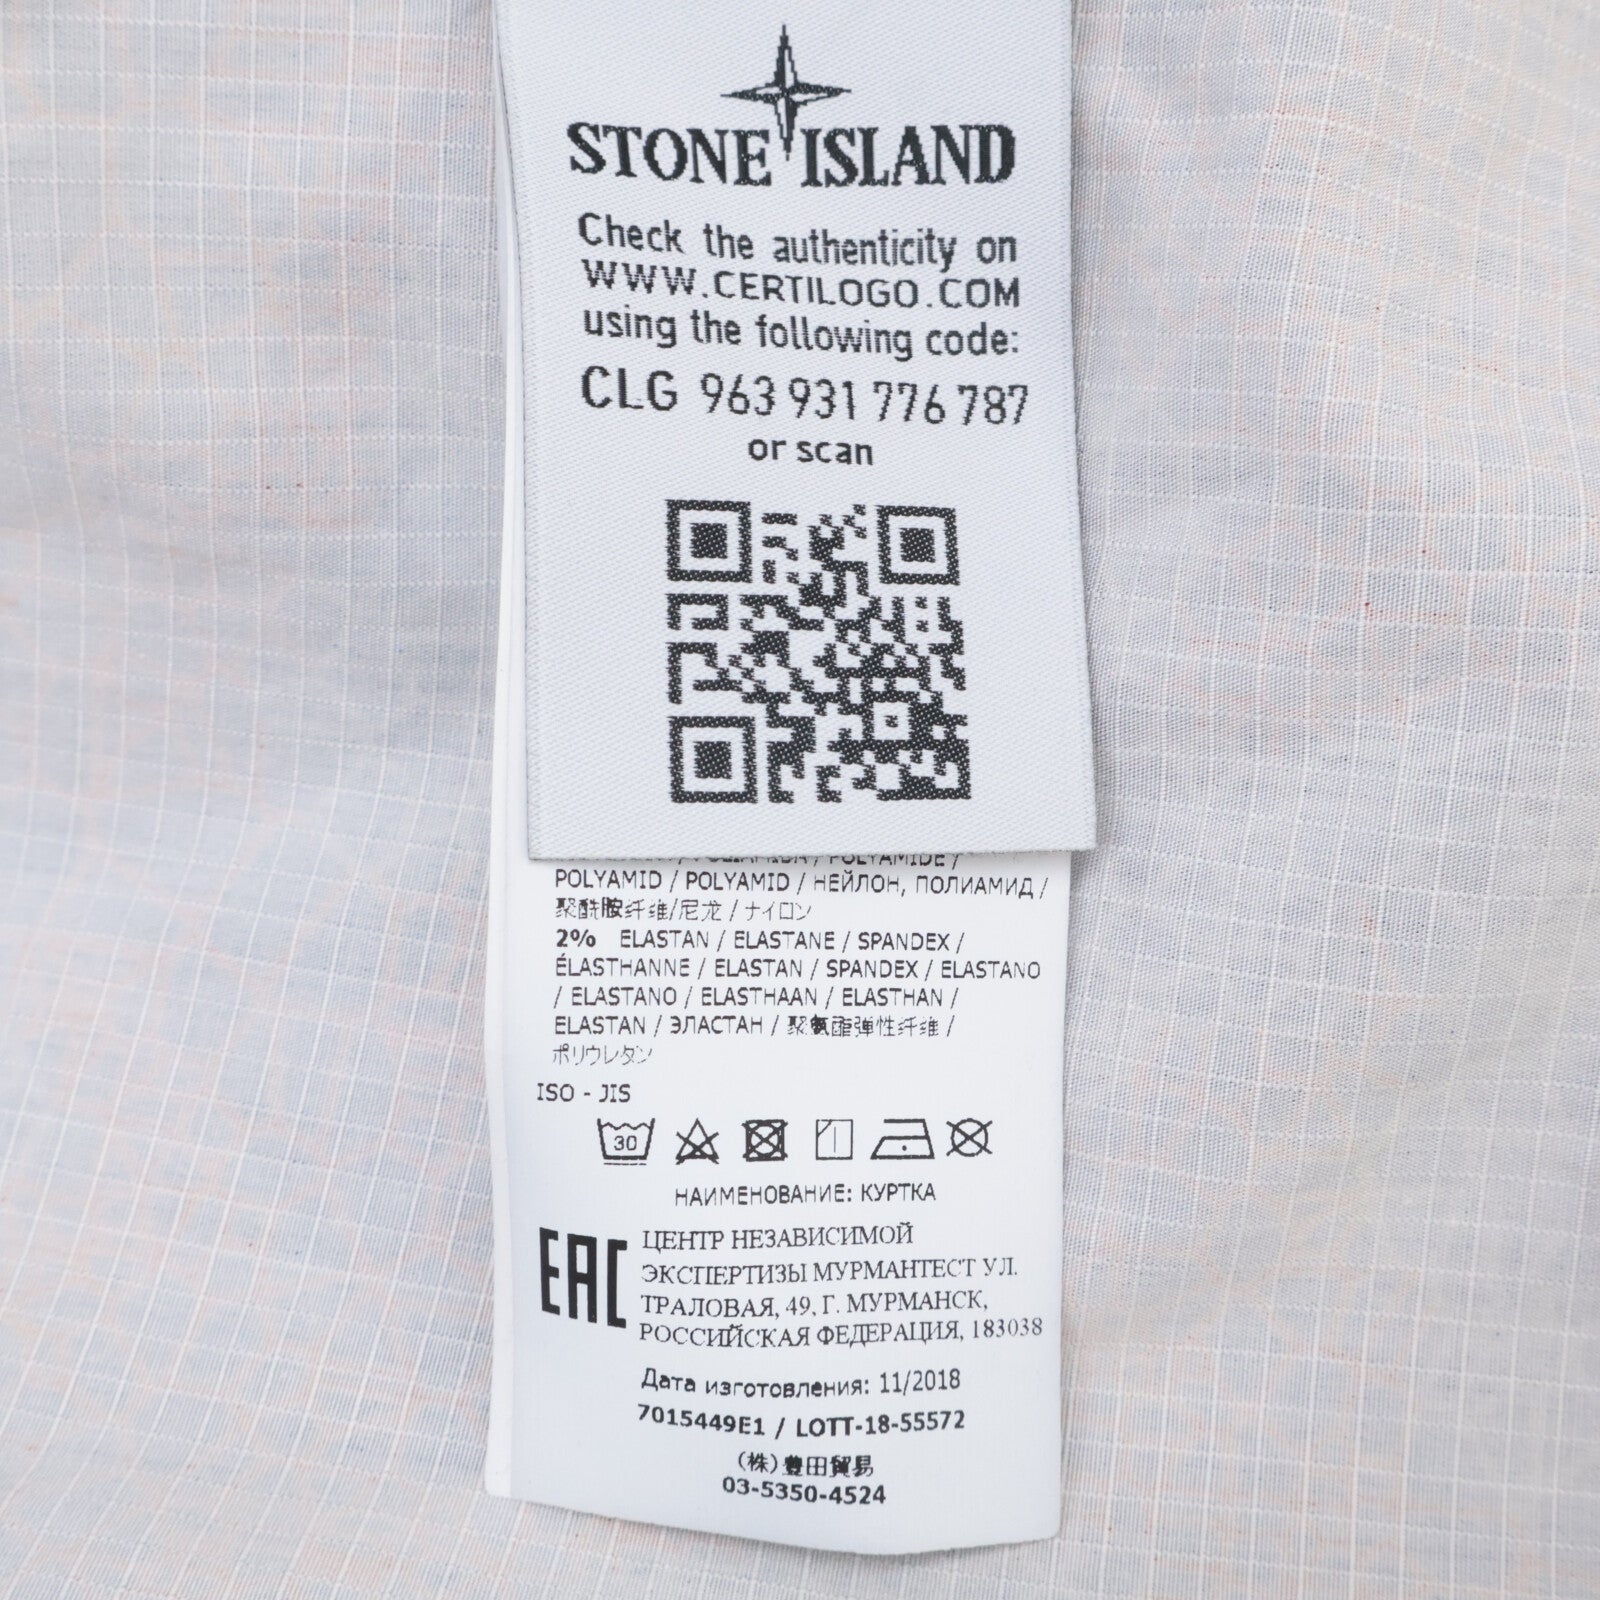 STONE ISLAND
Check the authenticity on
WWW.CERTILOGO.COM
using the following code:
CLG 963 931 776 787
or scan
POLYAMIDE /
POLYAMID / POLYAMID / НЕЙЛОН, ПОЛИАМИД /
聚酰胺纤维/尼龙 / ナイロン
2% ELASTAN / ELASTANE / SPANDEX /
ÉLASTHANNE / ELASTAN / SPANDEX / ELASTANO
/ ELASTANO / ELASTHAAN / ELASTHAN /
ELASTAN / ЭЛАСТАН / 聚氨酯弹性纤维 /
ポリウレタン
ISO - JIS
30
НАИМЕНОВАНИЕ: КУРТКА
EAC
ЦЕНТР НЕЗАВИСИМОЙ
ЭКСПЕРТИЗЫ МУРМАНТЕСТ УЛ.
ТРАЛОВАЯ, 49, Г. МУРМАНСК,
РОССИЙСКАЯ ФЕДЕРАЦИЯ, 183038
Дата изготовления: 11/2018
7015449E1 / LOTT-18-55572
(株)豊田貿易
03-5350-4524